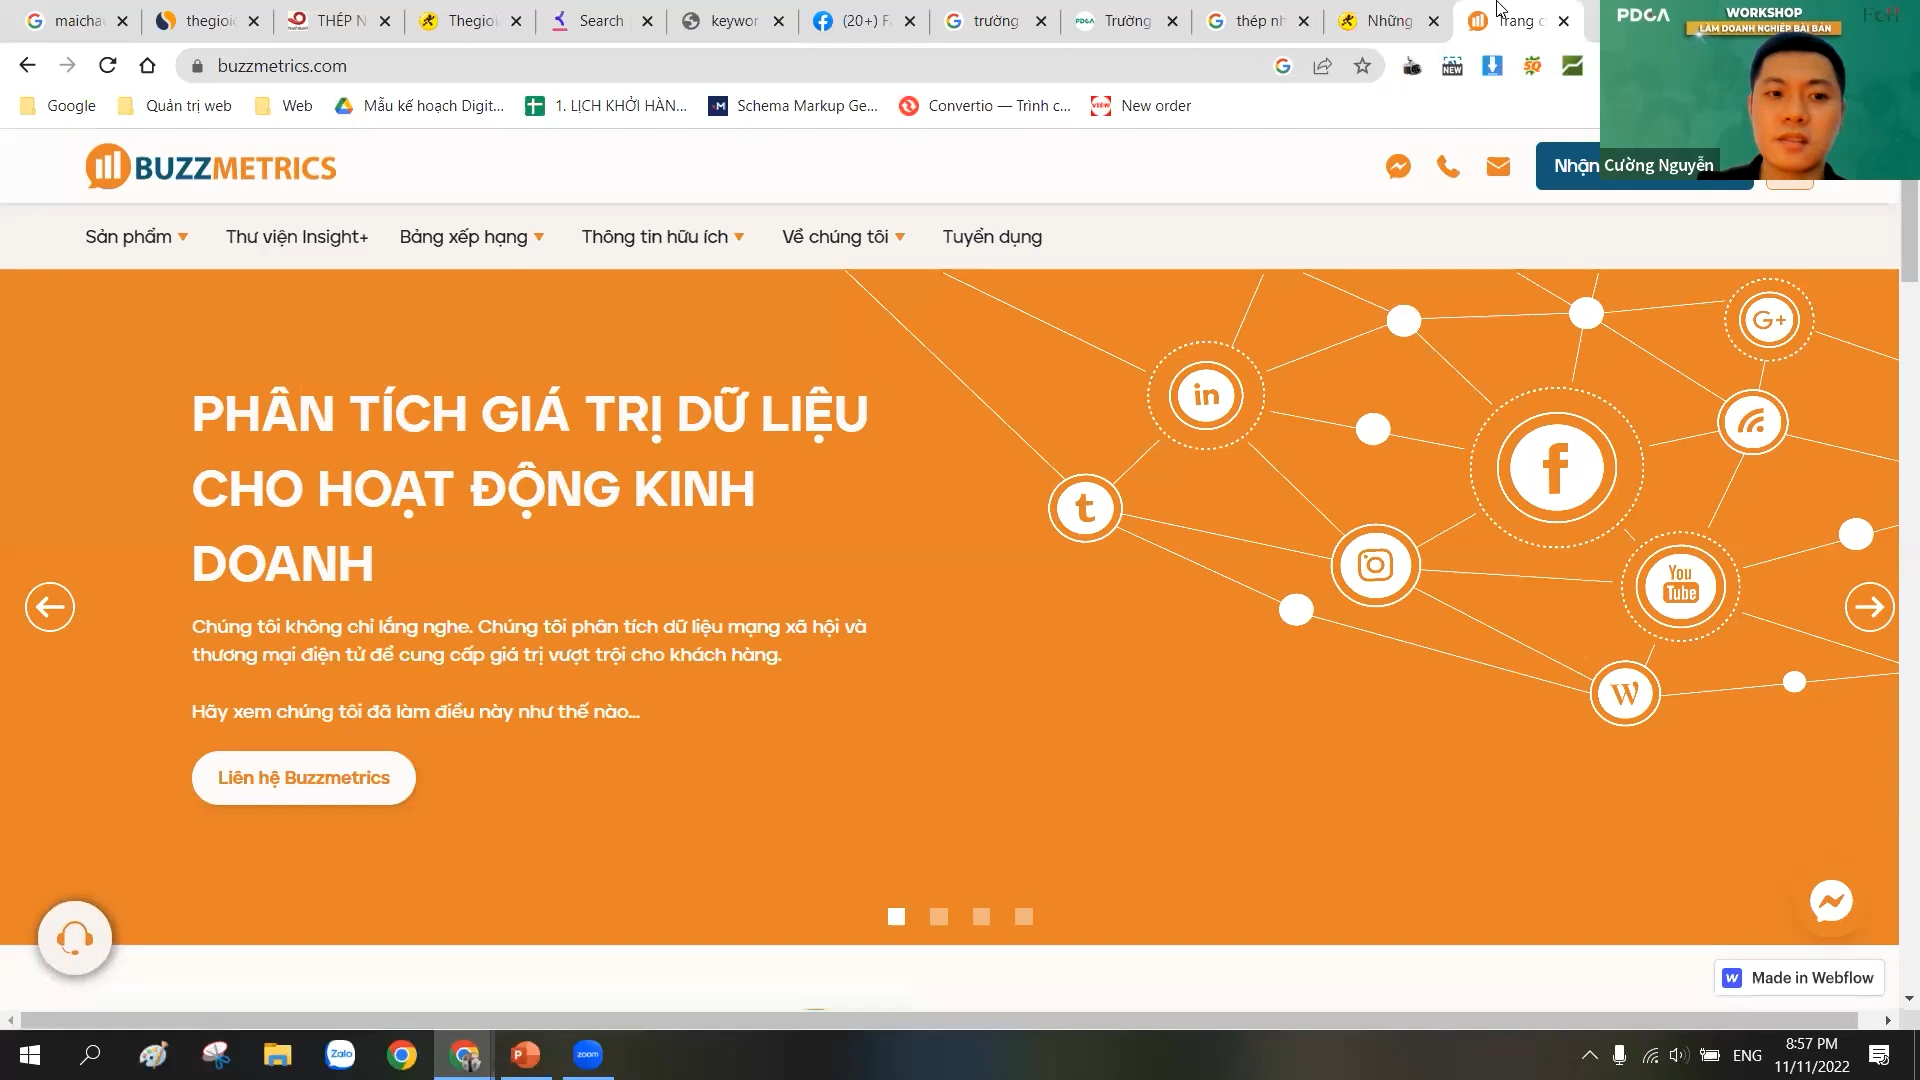 maicha
thegioi
THÉP N
Thegioi
Search
keywor
(20+) F
trường
Trường
thép nh
Những
Trang c
PDCA
WORKSHOP
LÀM DOANH NGHIỆP BÀI BẢN
buzzmetrics.com
Google
Quản trị web
Web
Mẫu kế hoạch Digit...
1. LỊCH KHỞI HÀN...
Schema Markup Ge...
Convertio — Trình c...
New order
BUZZMETRICS
Nhận
Cường Nguyễn
Sản phẩm
Thư viện Insight+
Bảng xếp hạng
Thông tin hữu ích
Về chúng tôi
Tuyển dụng
PHÂN TÍCH GIÁ TRỊ DỮ LIỆU
CHO HOẠT ĐỘNG KINH
DOANH
Chúng tôi không chỉ lắng nghe. Chúng tôi phân tích dữ liệu mạng xã hội và
thương mại điện tử để cung cấp giá trị vượt trội cho khách hàng.
Hãy xem chúng tôi đã làm điều này như thế nào...
Liên hệ Buzzmetrics
in
G+
f
t
You
Tube
W
Made in Webflow
Zalo
zoom
ENG
8:57 PM
11/11/2022